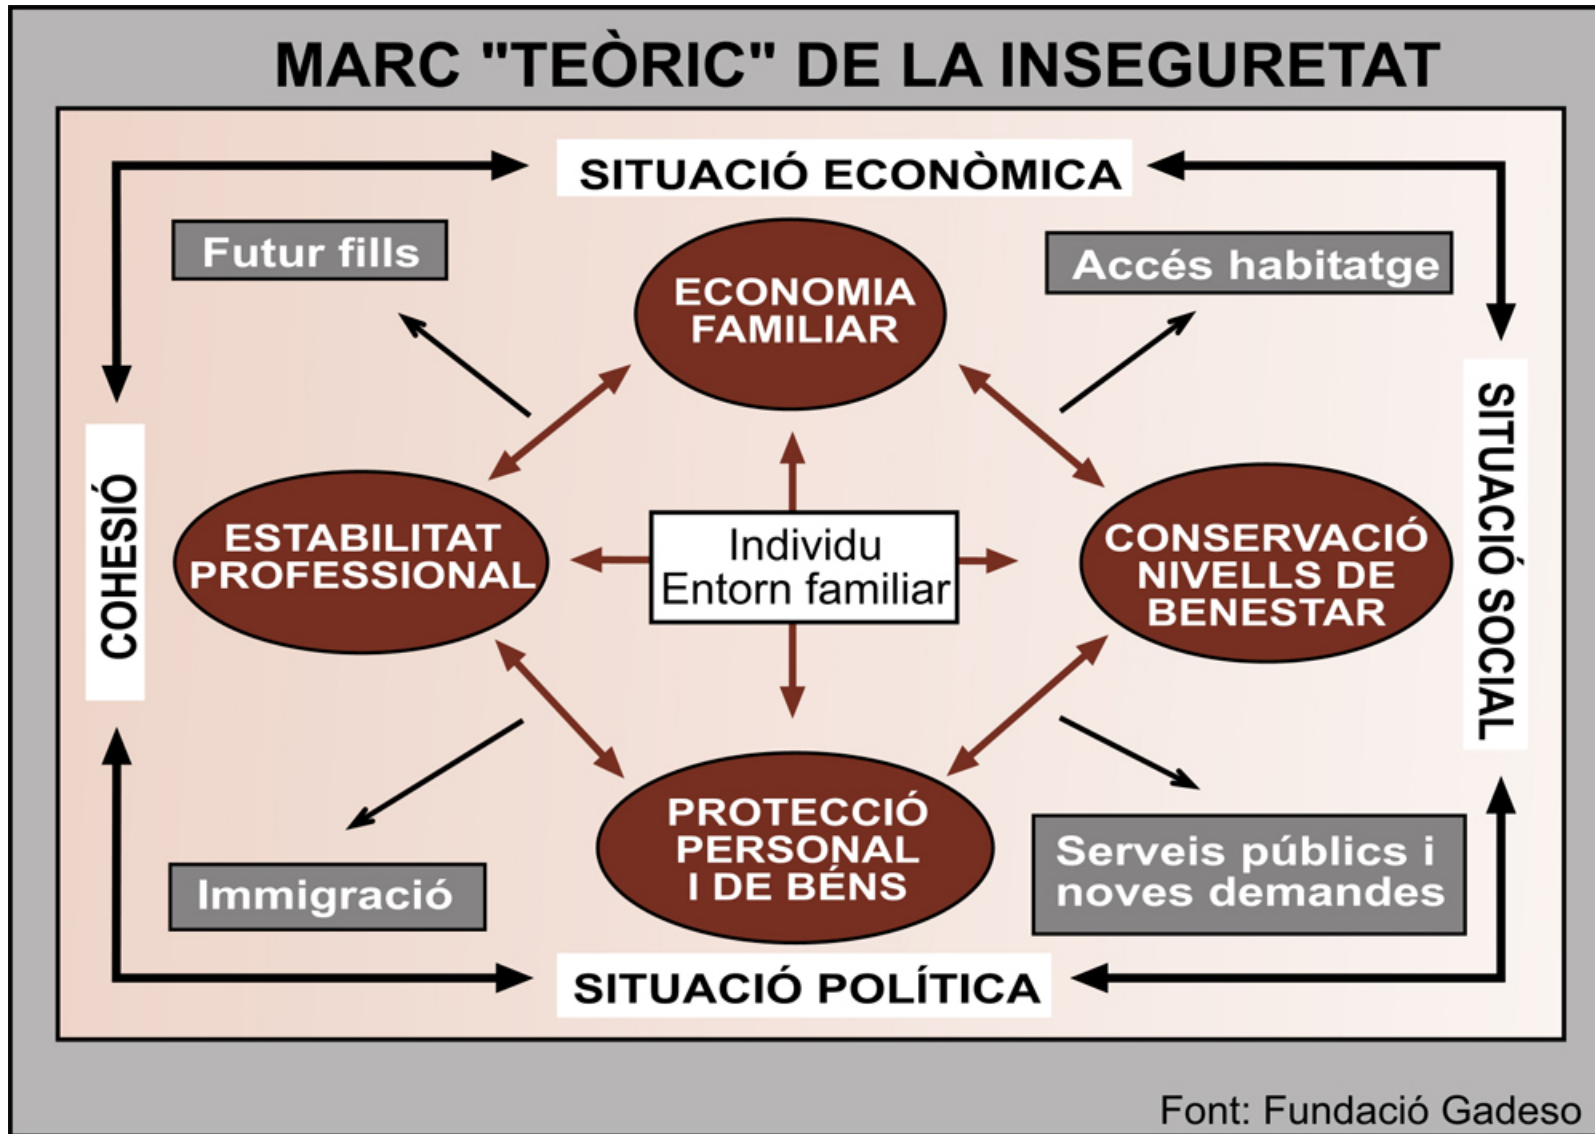 MARC "TEÒRIC" DE LA INSEGURETAT
SITUACIÓ ECONÒMICA
Futur fills
Accés habitatge
ECONOMIA
FAMILIAR
COHESIÓ
ESTABILITAT
PROFESSIONAL
Individu
Entorn familiar
CONSERVACIÓ
NIVELLS DE
BENESTAR
SITUACIÓ SOCIAL
Immigració
PROTECCIÓ
PERSONAL
I DE BÉNS
Serveis públics i
noves demandes
SITUACIÓ POLÍTICA
Font: Fundació Gadeso